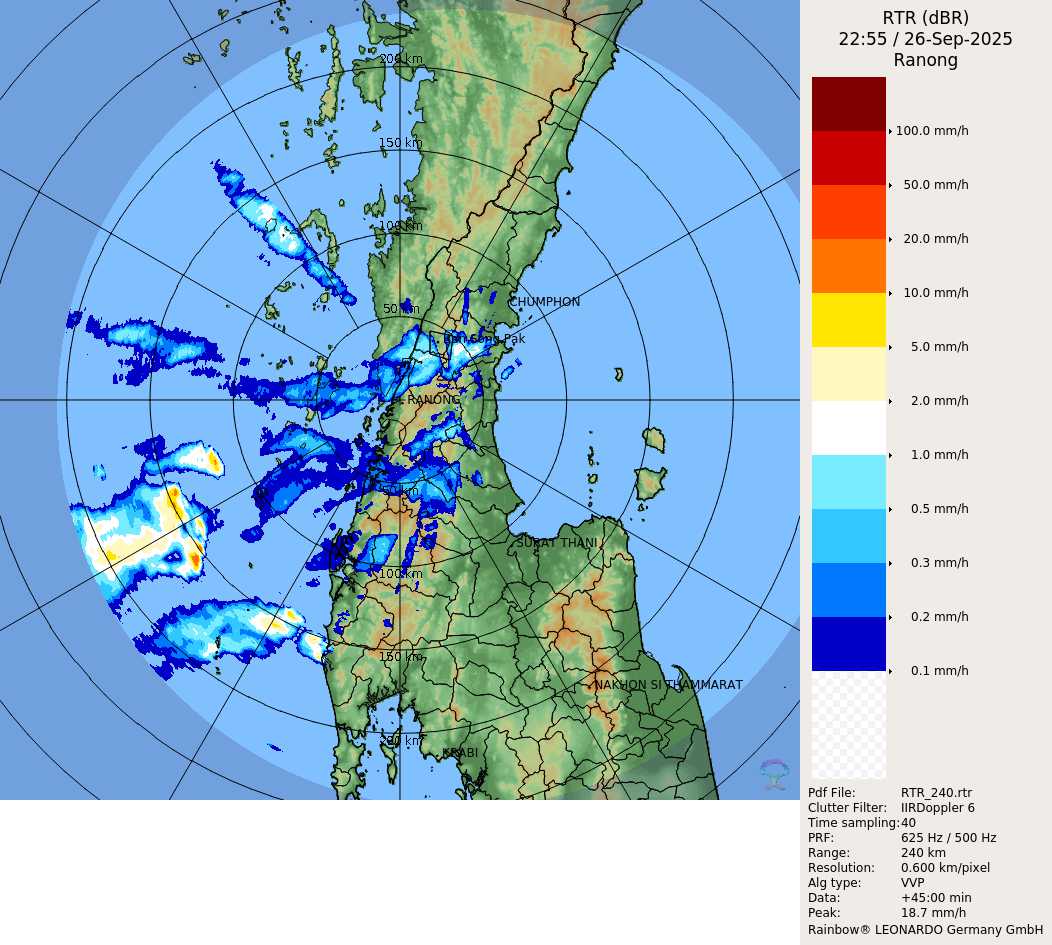 RTR (dBR)
22:55 / 26-Sep-2025
Ranong
200 km
150 km
100 km
50 km
CHUMPHON
RANONG
50 km
SURAT THANI
100 km
150 km
NAKHON SI THAMMARAT
200 km
KRABI
100.0 mm/h
50.0 mm/h
20.0 mm/h
10.0 mm/h
5.0 mm/h
2.0 mm/h
1.0 mm/h
0.5 mm/h
0.3 mm/h
0.2 mm/h
0.1 mm/h
Pdf File: RTR_240.rtr
Clutter Filter: IIRDoppler 6
Time sampling:40
PRF: 625 Hz / 500 Hz
Range: 240 km
Resolution: 0.600 km/pixel
Alg type: VVP
Data: +45:00 min
Peak: 18.7 mm/h
Rainbow® LEONARDO Germany GmbH